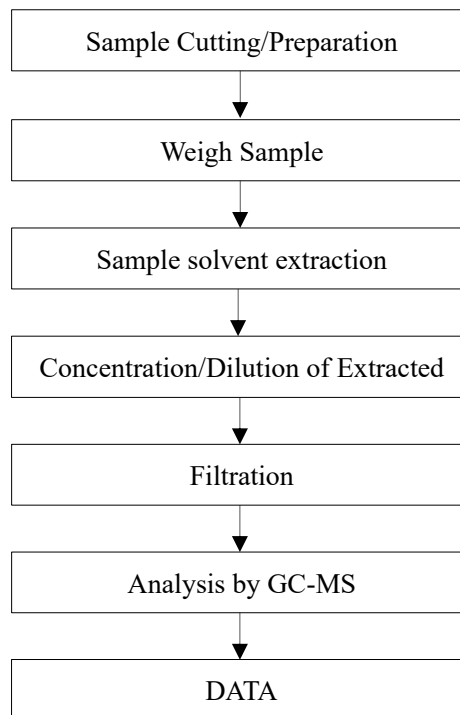 Sample Cutting/Preparation
Weigh Sample
Sample solvent extraction
Concentration/Dilution of Extracted
Filtration
Analysis by GC-MS
DATA